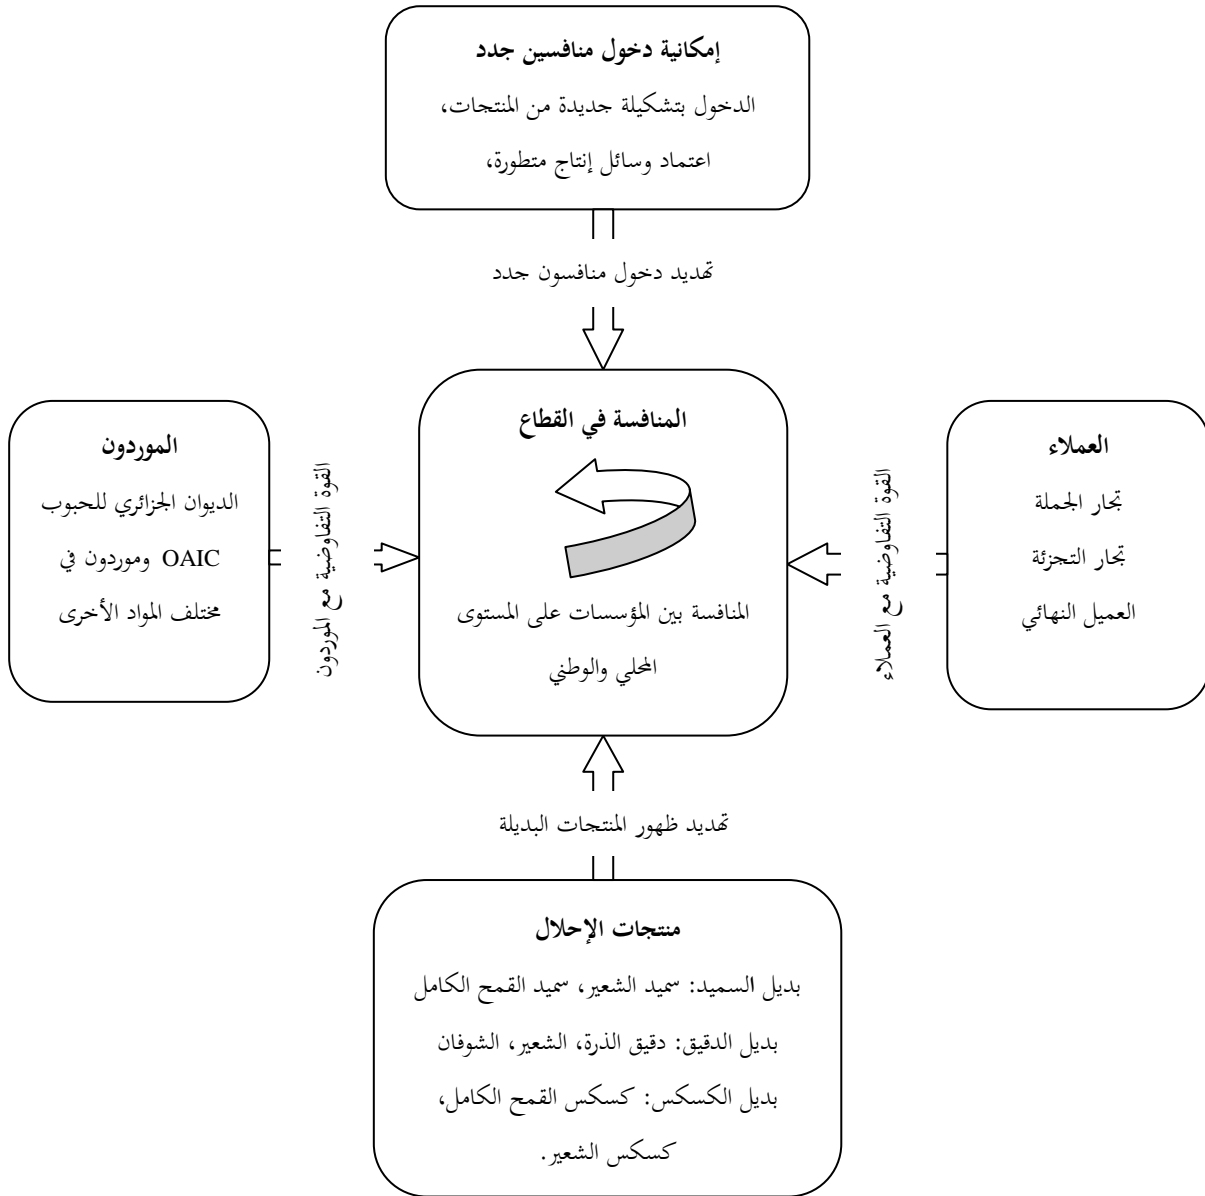 إمكانية دخول منافسين جدد
الدخول بتشكيلة جديدة من المنتجات،
اعتماد وسائل إنتاج متطورة،
تهديد دخول منافسون جدد
العملاء
تجار الجملة
تجار التجزئة
العميل النهائي
القوة التفاوضية مع العملاء
المنافسة في القطاع
المنافسة بين المؤسسات على المستوى
المحلي والوطني
القوة التفاوضية مع الموردون
الموردون
الديوان الجزائري للحبوب
OAIC وموردون في
مختلف المواد الأخرى
تهديد ظهور المنتجات البديلة
منتجات الإحلال
بديل السميد: سميد الشعير، سميد القمح الكامل
بديل الدقيق: دقيق الذرة، الشعير، الشوفان
بديل الكسكس: كسكس القمح الكامل،
كسكس الشعير.